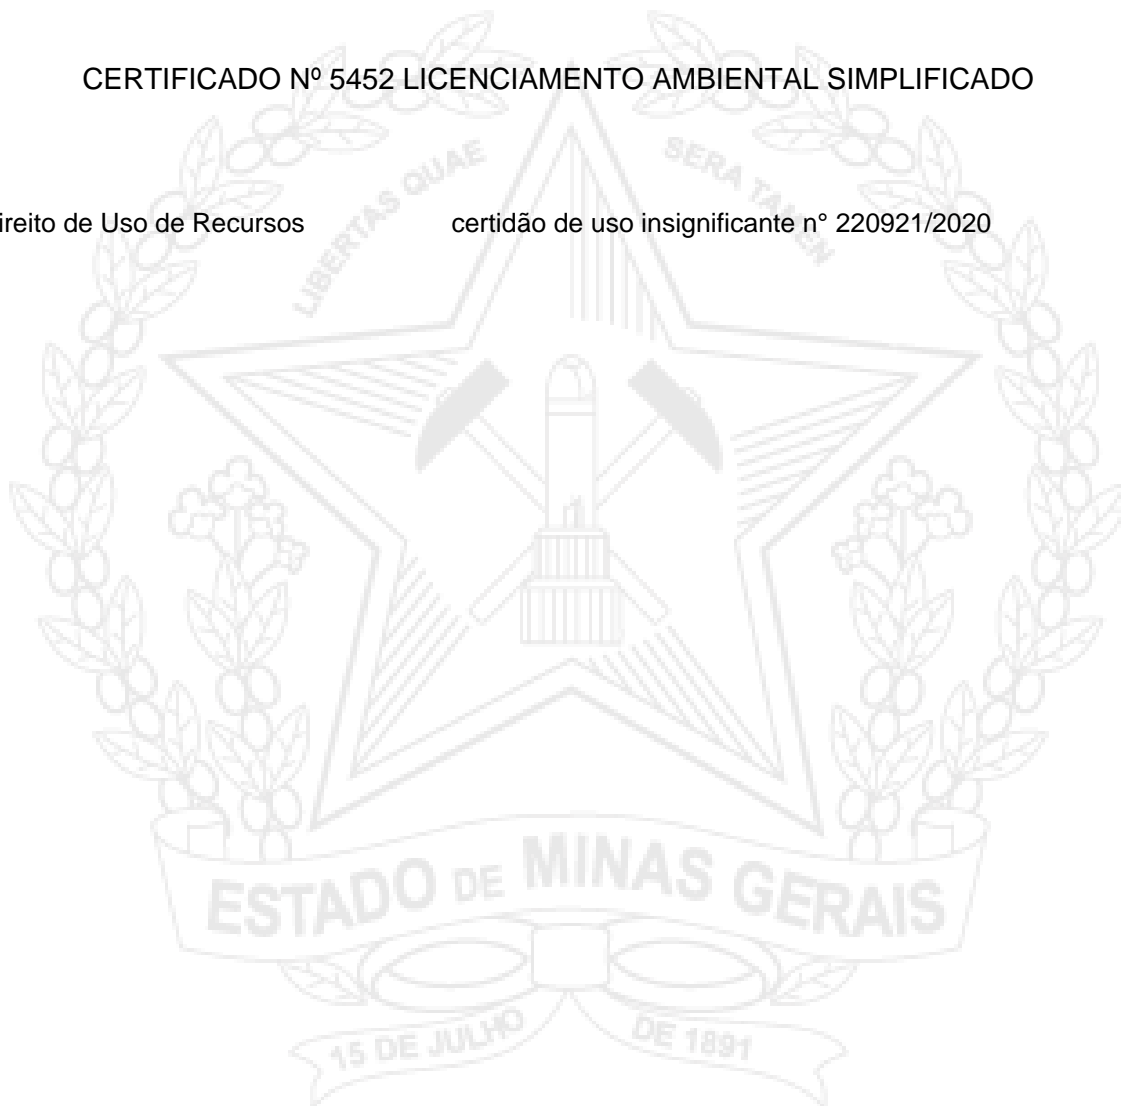 CERTIFICADO Nº 5452 LICENCIAMENTO AMBIENTAL SIMPLIFICADO
LIBERTAS QUAE SERA TAMEN
ireito de Uso de Recursos certidão de uso insignificante n° 220921/2020
ESTADO DE MINAS GERAIS
15 DE JULHO DE 1891